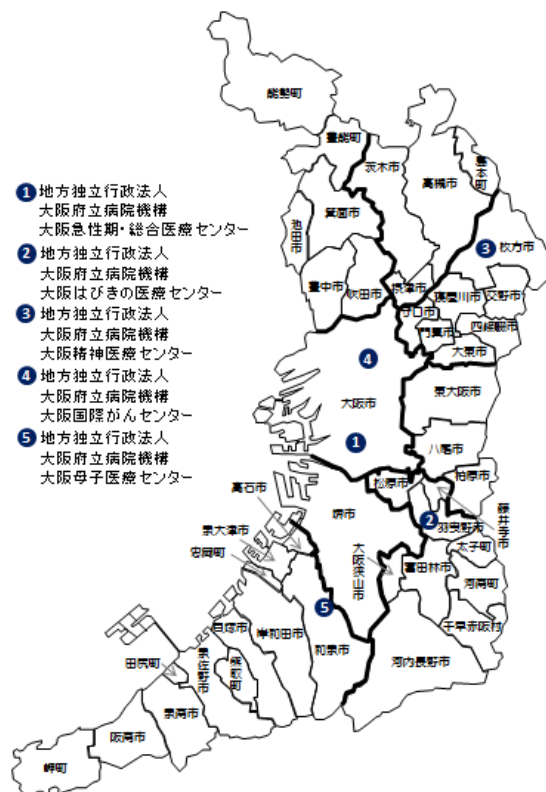 ❶地方独立行政法人
大阪府立病院機構
大阪急性期・総合医療センター
❷地方独立行政法人
大阪府立病院機構
大阪はびきの医療センター
❸地方独立行政法人
大阪府立病院機構
大阪精神医療センター
❹地方独立行政法人
大阪府立病院機構
大阪国際がんセンター
❺地方独立行政法人
大阪府立病院機構
大阪母子医療センター
能勢町
豊能町
茨木市
高槻市
島本町
箕面市
池田市
❸
枚方市
豊中市
吹田市
摂津市
寝屋川市
交野市
守口市
門真市
四條畷市
大東市
❹
大阪市
東大阪市
❶
八尾市
松原市
柏原市
高石市
堺市
❷
羽曳野市
藤井寺市
泉大津市
太子町
忠岡町
大阪狭山市
富田林市
河南町
❺
千早赤阪村
貝塚市
岸和田市
和泉市
河内長野市
田尻町
泉佐野市
熊取町
泉南市
阪南市
岬町